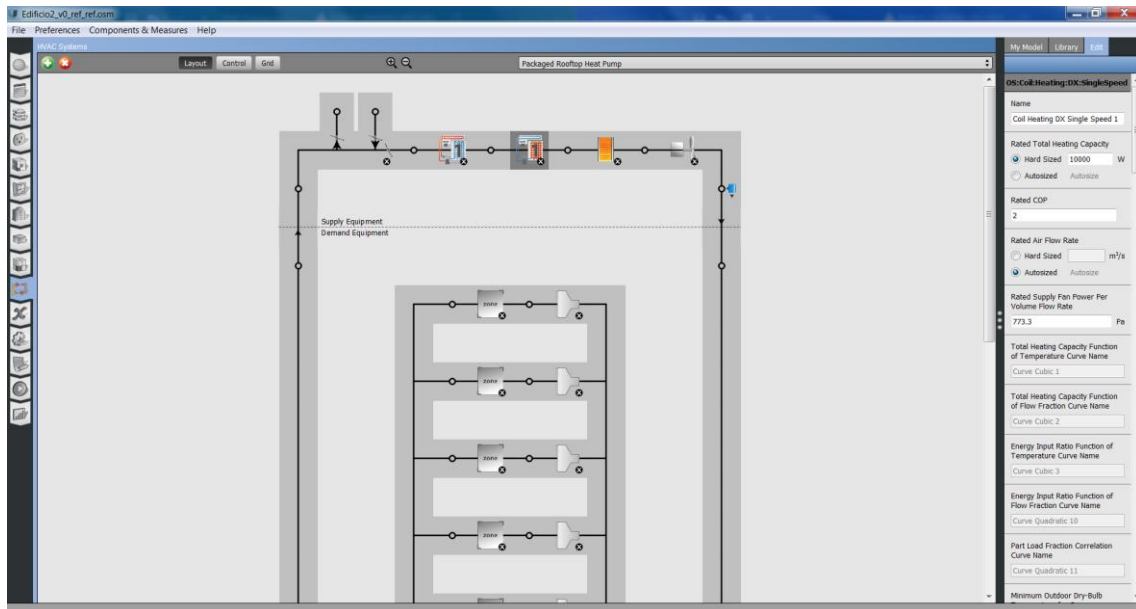 Edificio2_v0_ref_ref.osm
File Preferences Components & Measures Help
HVAC Systems
Layout Control Grid
Packaged Rooftop Heat Pump
My Model Library Edit
OS:Coil:Heating:DX:SingleSpeed
Name
Coil Heating DX Single Speed 1
Rated Total Heating Capacity
Hard Sized 10000 W
Autosized Autosize
Rated COP
2
Rated Air Flow Rate
Hard Sized m³/s
Autosized Autosize
Rated Supply Fan Power Per
Volume Flow Rate
773.3 Pa
Total Heating Capacity Function
of Temperature Curve Name
Curve Cubic 1
Total Heating Capacity Function
of Flow Fraction Curve Name
Curve Cubic 2
Energy Input Ratio Function of
Temperature Curve Name
Curve Cubic 3
Energy Input Ratio Function of
Flow Fraction Curve Name
Curve Quadratic 10
Part Load Fraction Correlation
Curve Name
Curve Quadratic 11
Minimum Outdoor Dry-Bulb
Supply Equipment
Demand Equipment
zone
zone
zone
zone